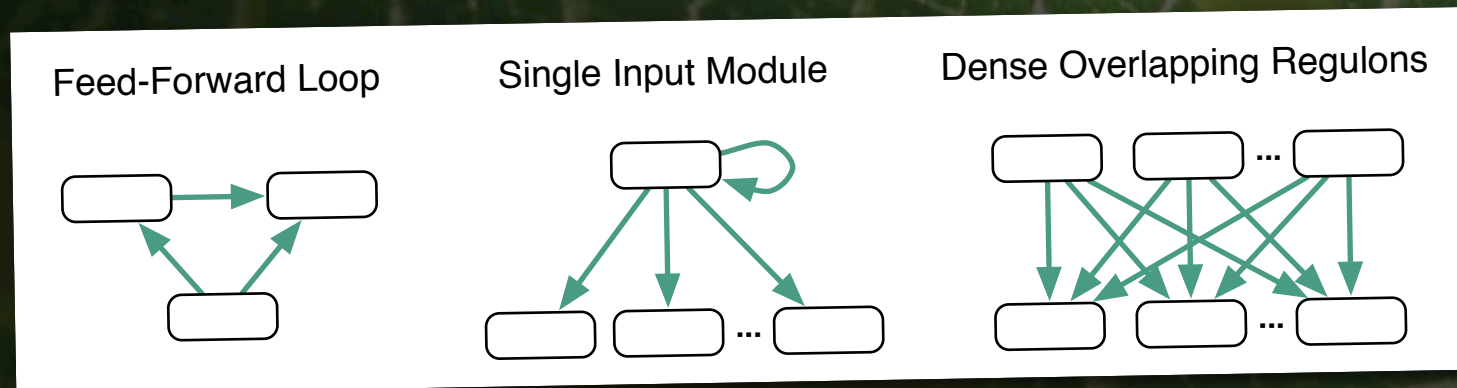 Feed-Forward Loop
Single Input Module
Dense Overlapping Regulons
...
...
...